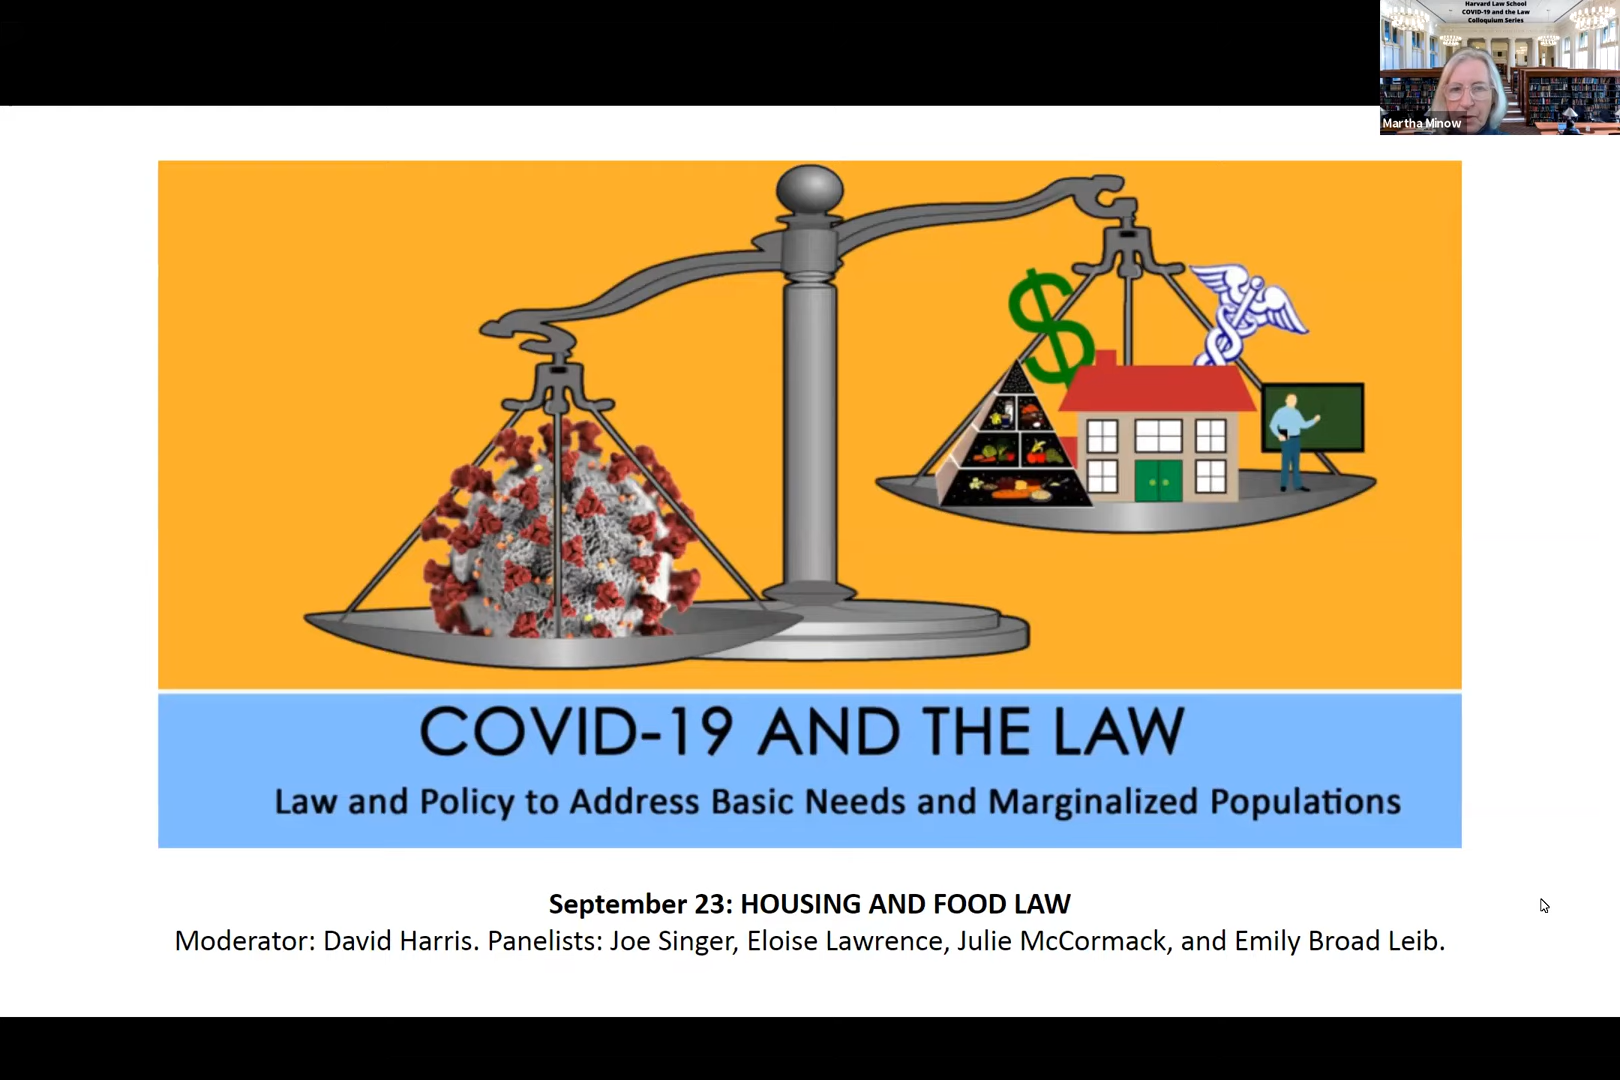 Harvard Law School
COVID-19 and the Law
Colloquium Series
Martha Minow
COVID-19 AND THE LAW
Law and Policy to Address Basic Needs and Marginalized Populations
September 23: HOUSING AND FOOD LAW
Moderator: David Harris. Panelists: Joe Singer, Eloise Lawrence, Julie McCormack, and Emily Broad Leib.